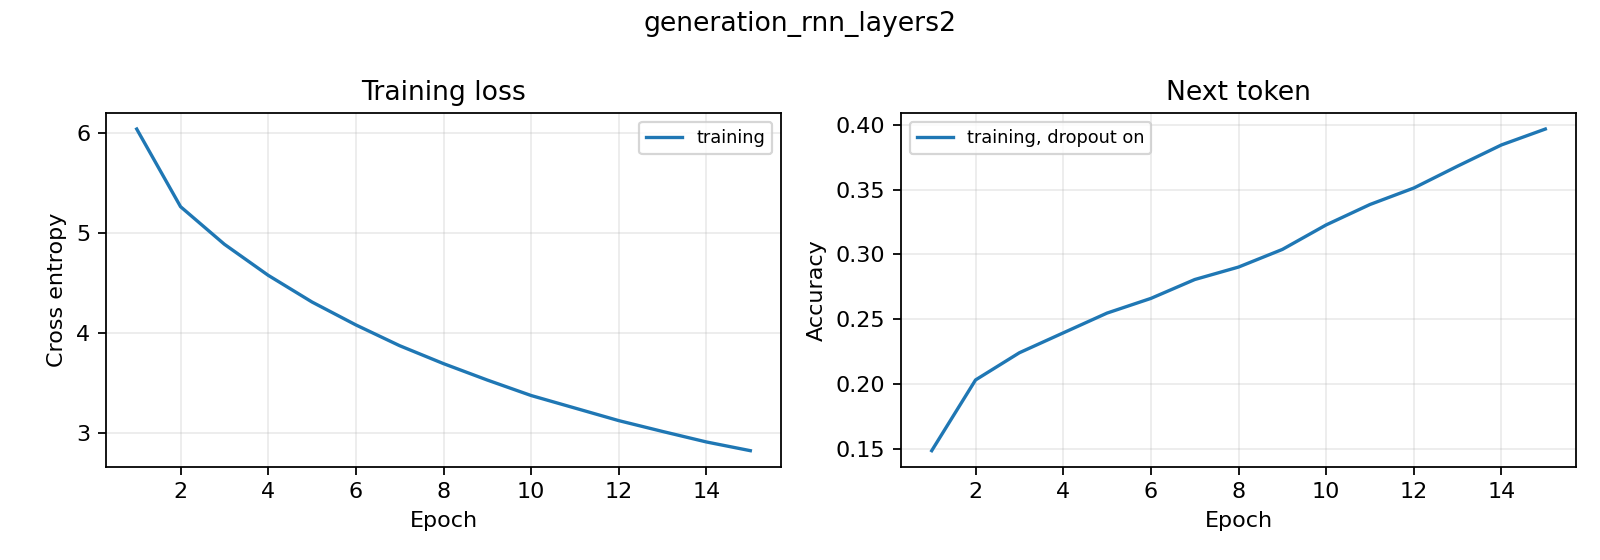 generation_rnn_layers2
Training loss
training
6
5
4
3
Cross entropy
2 4 6 8 10 12 14
Epoch
Next token
training, dropout on
0.40
0.35
0.30
0.25
0.20
0.15
Accuracy
2 4 6 8 10 12 14
Epoch